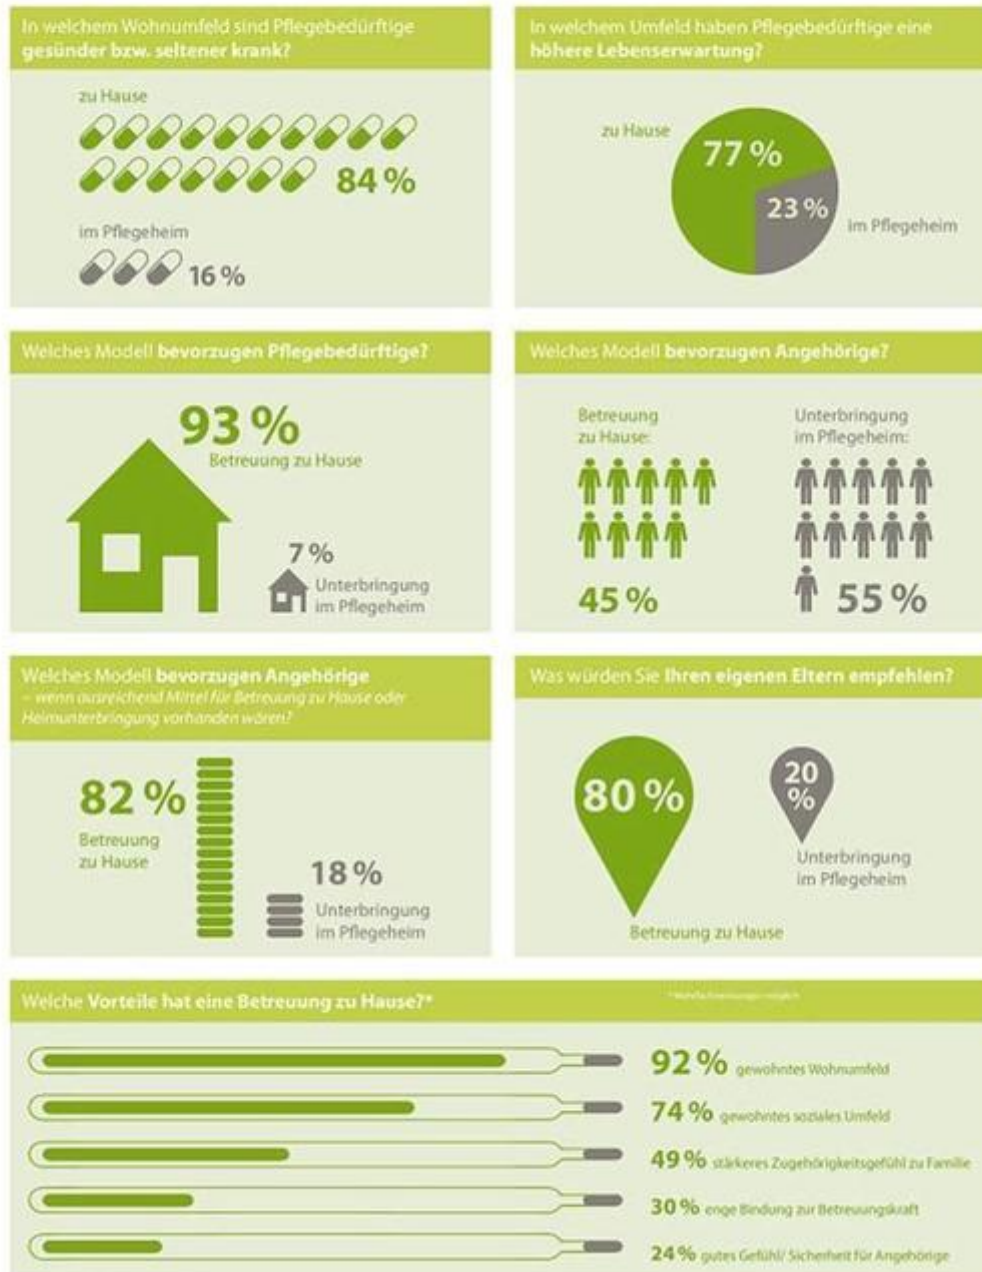 In welchem Wohnumfeld sind Pflegebedürftige
gesünder bzw. seltener krank?
zu Hause
84 %
im Pflegeheim
16 %
In welchem Umfeld haben Pflegebedürftige eine
höhere Lebenserwartung?
zu Hause
77 %
23 %
im Pflegeheim
Welches Modell bevorzugen Pflegebedürftige?
93 %
Betreuung zu Hause
7 %
Unterbringung
im Pflegeheim
Welches Modell bevorzugen Angehörige?
Betreuung
zu Hause:
45 %
Unterbringung
im Pflegeheim:
55 %
Welches Modell bevorzugen Angehörige
– wenn ausreichend Mittel für Betreuung zu Hause oder
Heimunterbringung vorhanden wären?
82 %
Betreuung
zu Hause
18 %
Unterbringung
im Pflegeheim
Was würden Sie Ihren eigenen Eltern empfehlen?
80 %
Betreuung zu Hause
20
%
Unterbringung
im Pflegeheim
Welche Vorteile hat eine Betreuung zu Hause?*
92 % gewohntes Wohnumfeld
74 % gewohntes soziales Umfeld
49 % stärkeres Zugehörigkeitsgefühl zu Familie
30 % enge Bindung zur Betreuungskraft
24 % gutes Gefühl/ Sicherheit für Angehörige